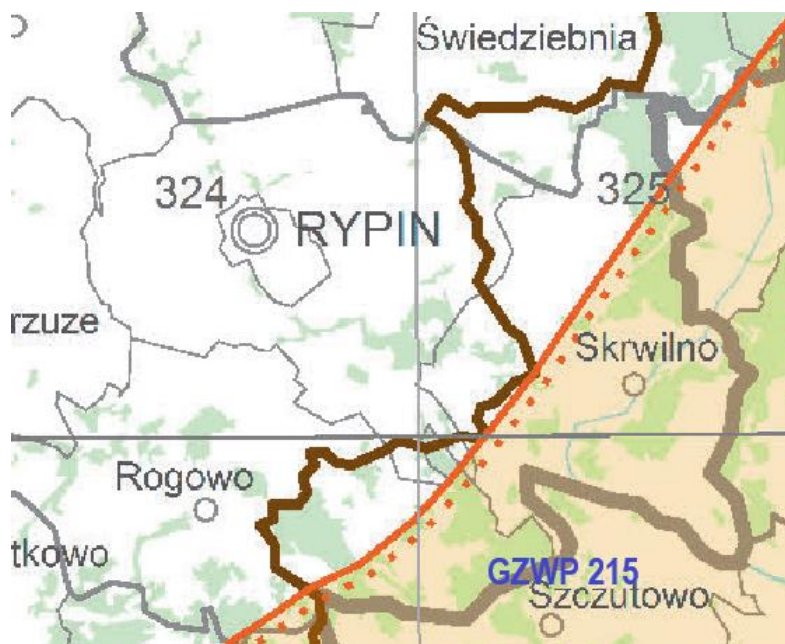 Świedziebnia
324
325
RYPIN
rzuze
Skrwilno
Rogowo
tkowo
GZWP 215
Szczutowo